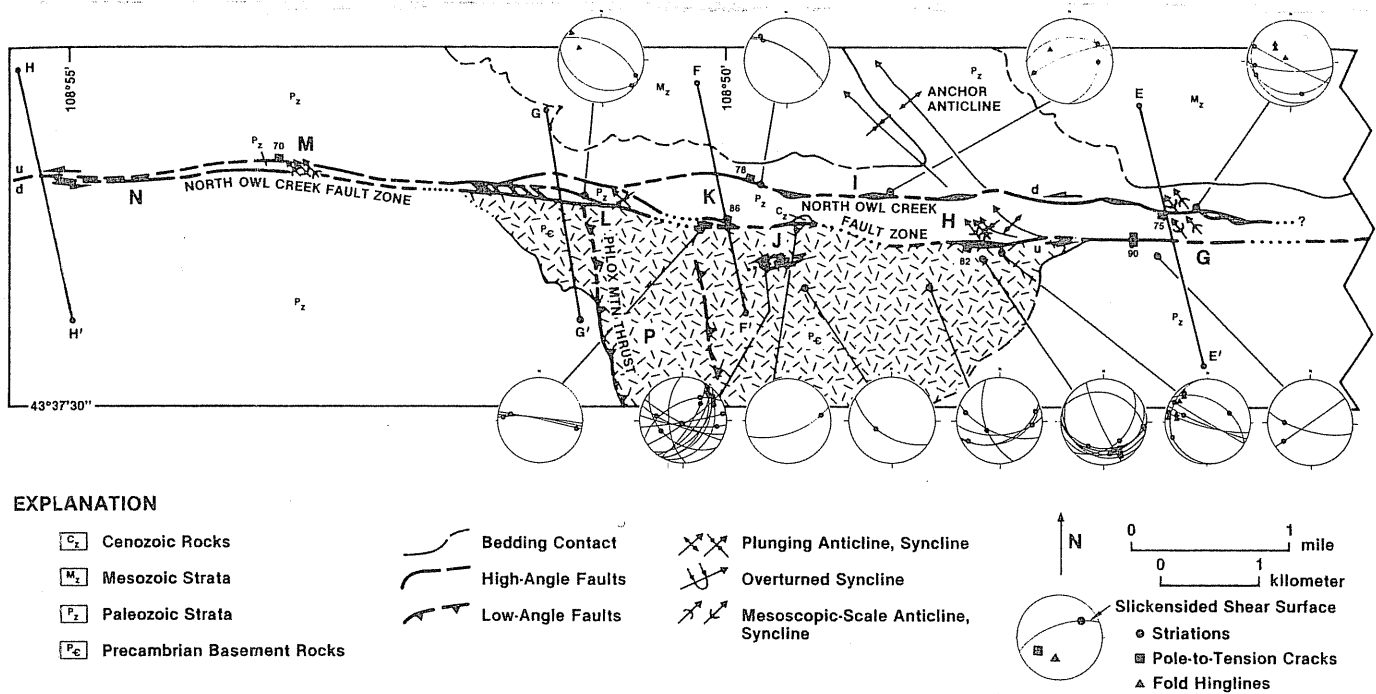 H
108°55'
Pz
Mz
F
108°50'
Pz
ANCHOR
ANTICLINE
E
Mz
G
Pz
70
M
u
d
N
NORTH OWL CREEK FAULT ZONE
Pz
L
K
78
Pz
I
d
NORTH OWL CREEK
FAULT ZONE
86
Cz
H
75
?
P€
J
u
G
82
90
PHLOX MTN THRUST
Pz
H'
G'
P
F'
P€
Pz
E'
43°37'30"
EXPLANATION
Cz Cenozoic Rocks
Mz Mesozoic Strata
Pz Paleozoic Strata
P€ Precambrian Basement Rocks
Bedding Contact
High-Angle Faults
Low-Angle Faults
Plunging Anticline, Syncline
Overturned Syncline
Mesoscopic-Scale Anticline,
Syncline
N
0 1
mile
0 1
kilometer
Slickensided Shear Surface
Striations
Pole-to-Tension Cracks
Fold Hinglines